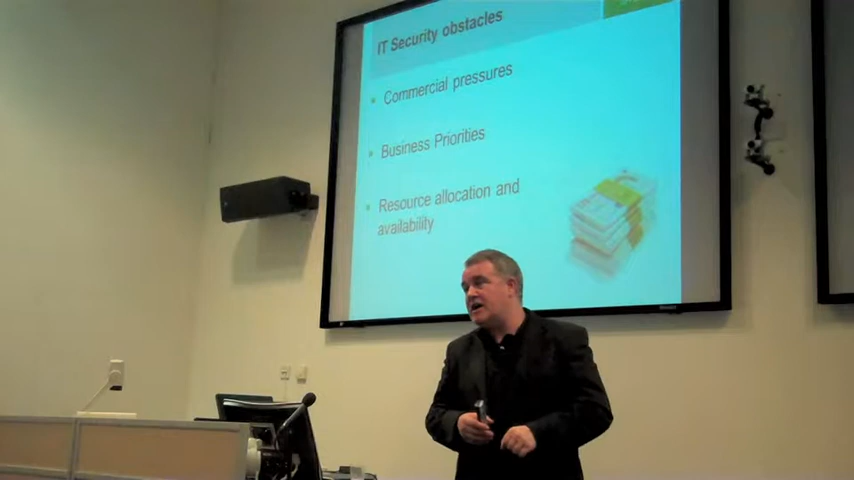 IT Security obstacles
Commercial pressures
Business Priorities
Resource allocation and
availability